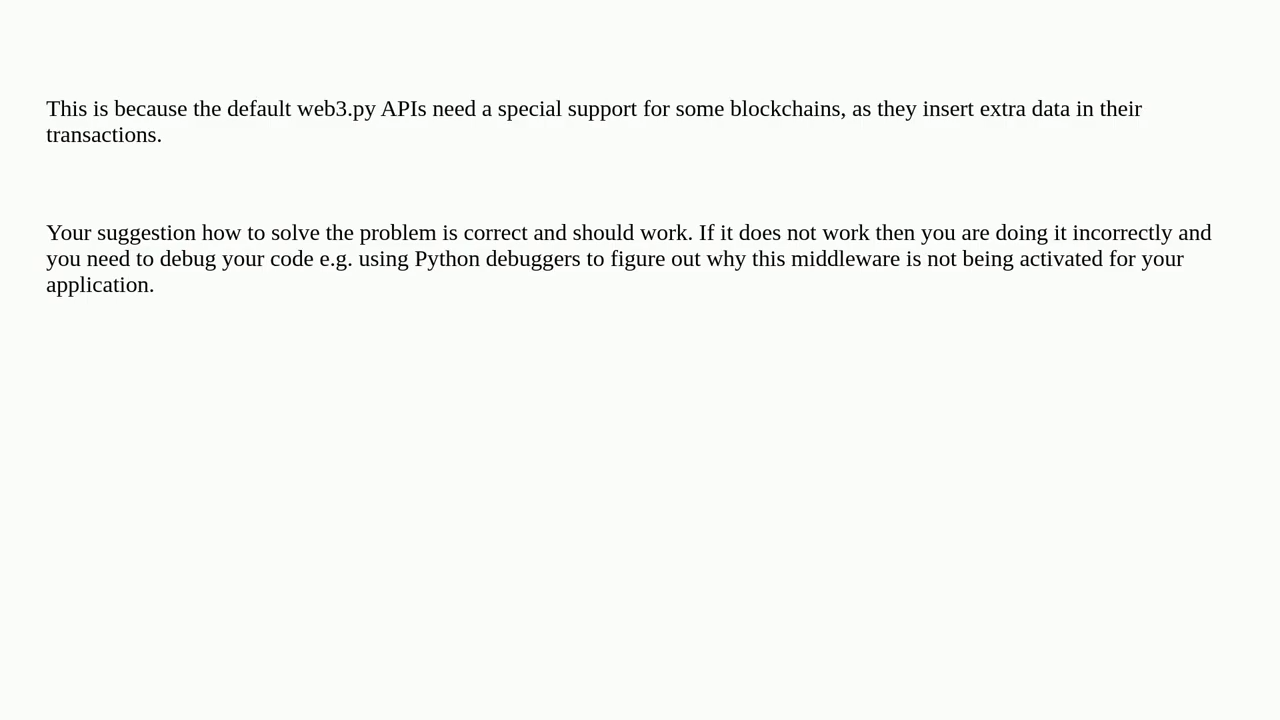 This is because the default web3.py APIs need a special support for some blockchains, as they insert extra data in their
transactions.
Your suggestion how to solve the problem is correct and should work. If it does not work then you are doing it incorrectly and
you need to debug your code e.g. using Python debuggers to figure out why this middleware is not being activated for your
application.